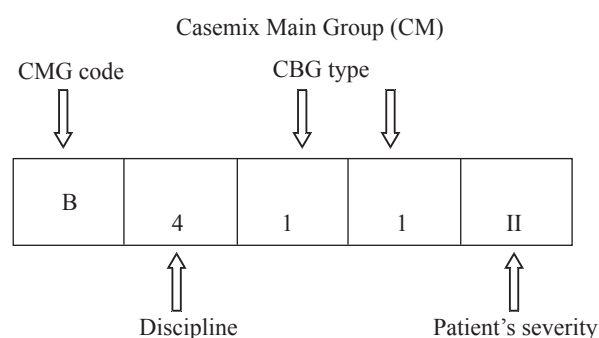 Casemix Main Group (CM)
CMG code
CBG type
B
4
1
1
II
Discipline
Patient’s severity